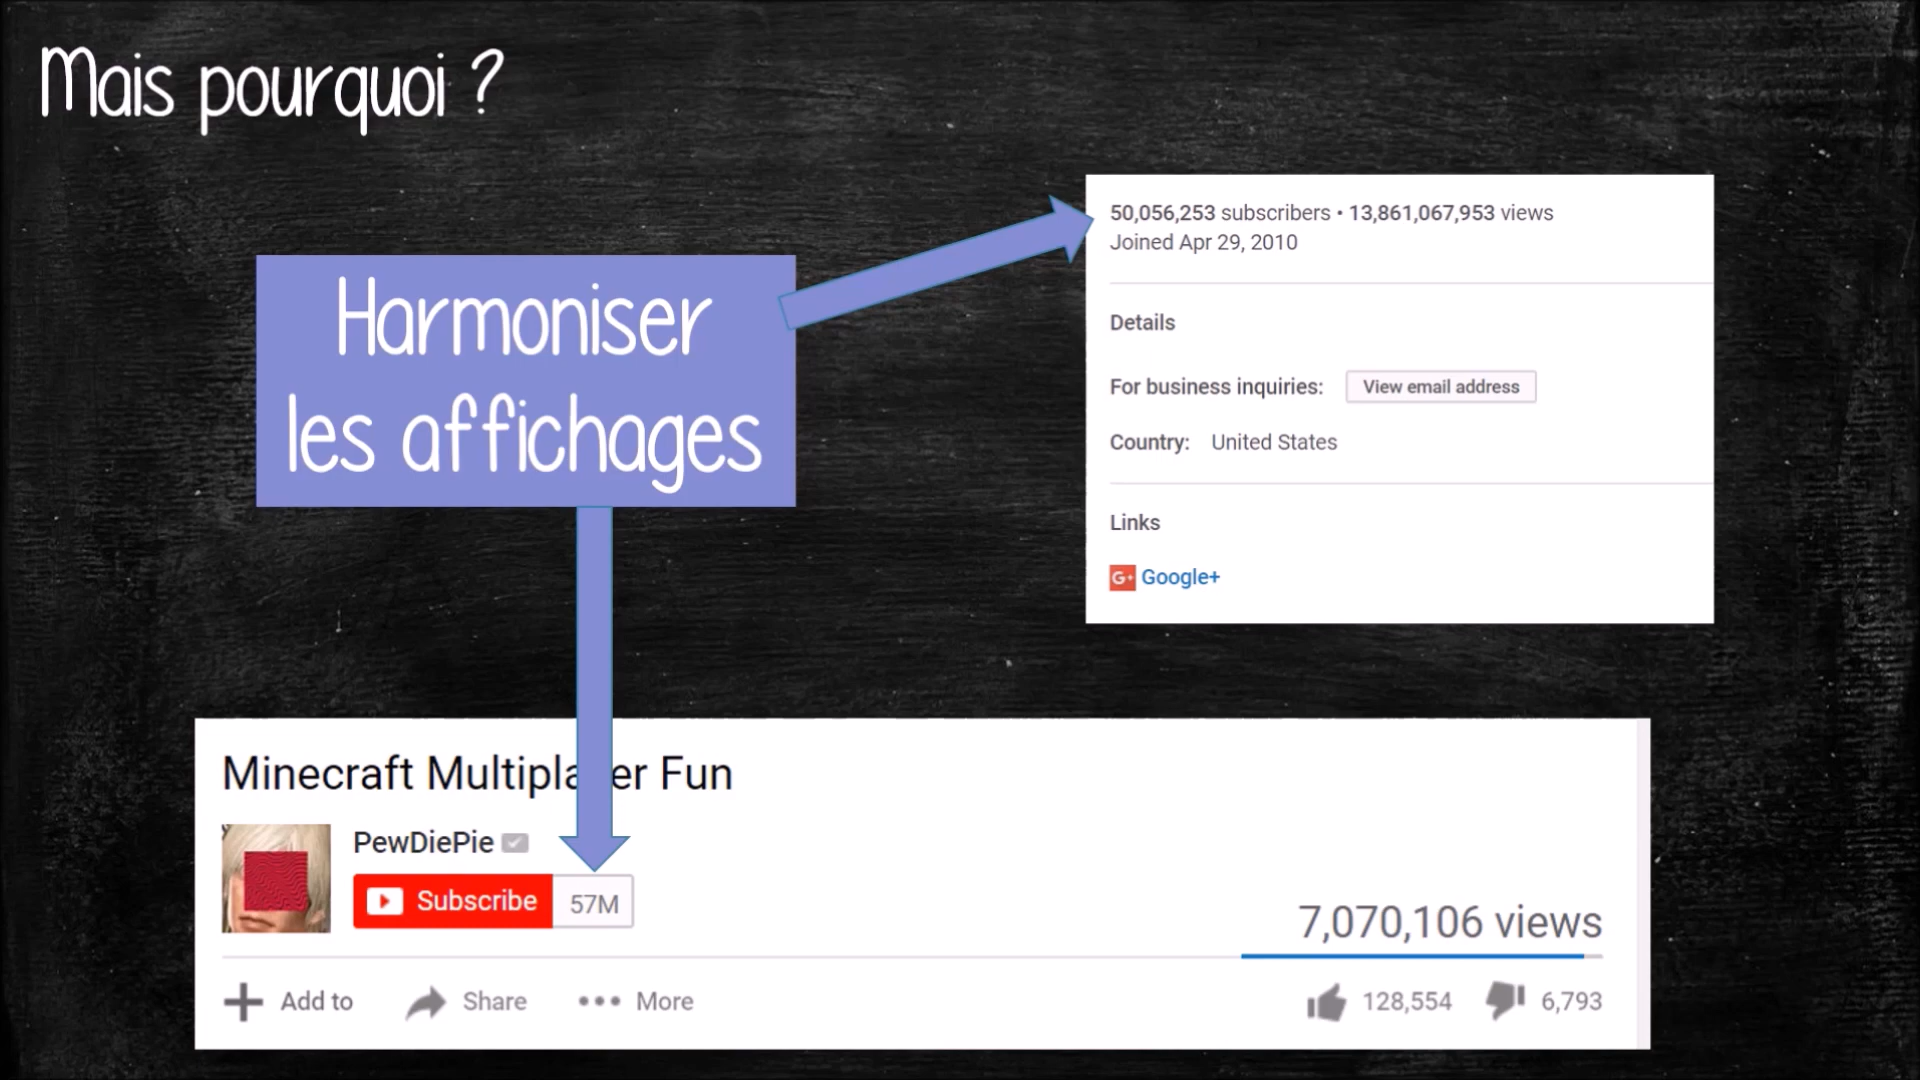 Mais pourquoi ?
Harmoniser
les affichages
50,056,253 subscribers • 13,861,067,953 views
Joined Apr 29, 2010
Details
For business inquiries: View email address
Country: United States
Links
G+ Google+
Minecraft Multipla er Fun
PewDiePie
Subscribe 57M
7,070,106 views
Add to Share More 128,554 6,793